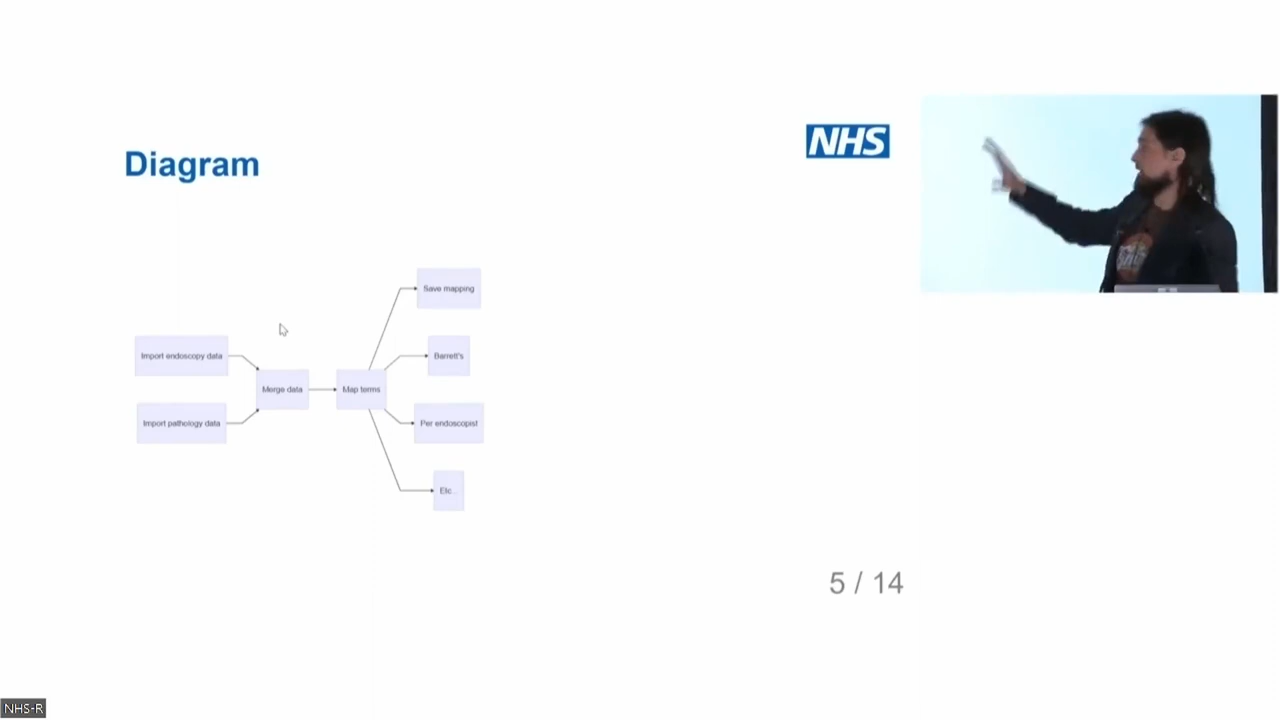 NHS
Diagram
Save mapping
Import endoscopy data
Barrett's
Merge data
Map terms
Import pathology data
Per endoscopist
Etc..
5 / 14
NHS-R